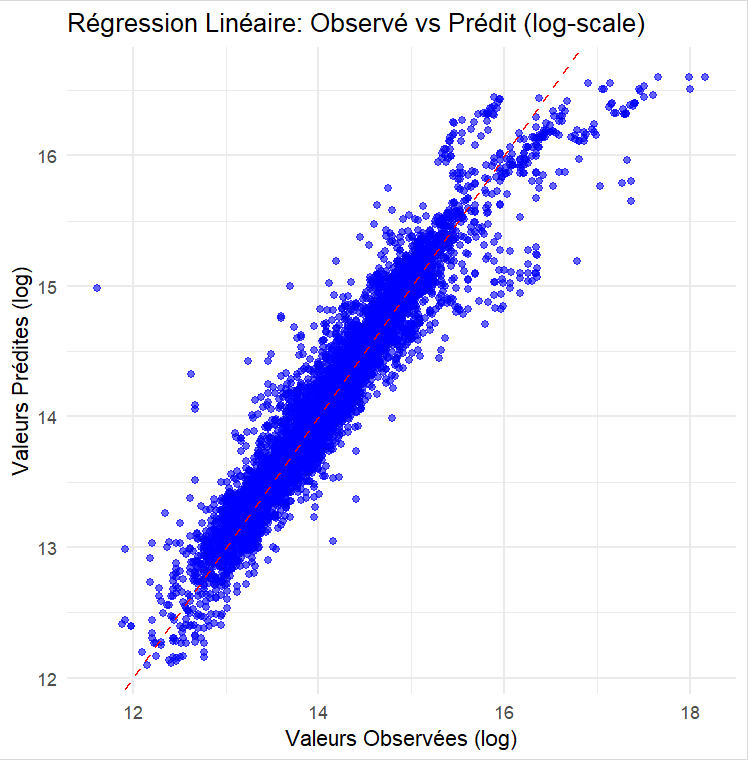 Régression Linéaire: Observé vs Prédit (log-scale)
Valeurs Prédites (log)
16
15
14
13
12
12 14 16 18
Valeurs Observées (log)